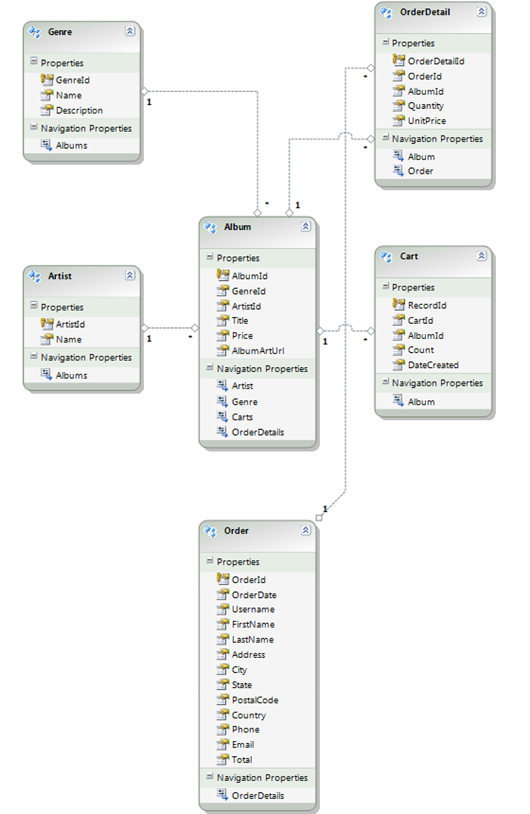 Genre
Properties
GenreId
Name
Description
Navigation Properties
Albums
1
*
OrderDetail
Properties
OrderDetailId
OrderId
AlbumId
Quantity
UnitPrice
Navigation Properties
Album
Order
*
*
1
Album
Properties
AlbumId
GenreId
ArtistId
Title
Price
AlbumArtUrl
Navigation Properties
Artist
Genre
Carts
OrderDetails
Artist
Properties
ArtistId
Name
Navigation Properties
Albums
1
*
Cart
Properties
RecordId
CartId
AlbumId
Count
DateCreated
Navigation Properties
Album
1
*
1
Order
Properties
OrderId
OrderDate
Username
FirstName
LastName
Address
City
State
PostalCode
Country
Phone
Email
Total
Navigation Properties
OrderDetails